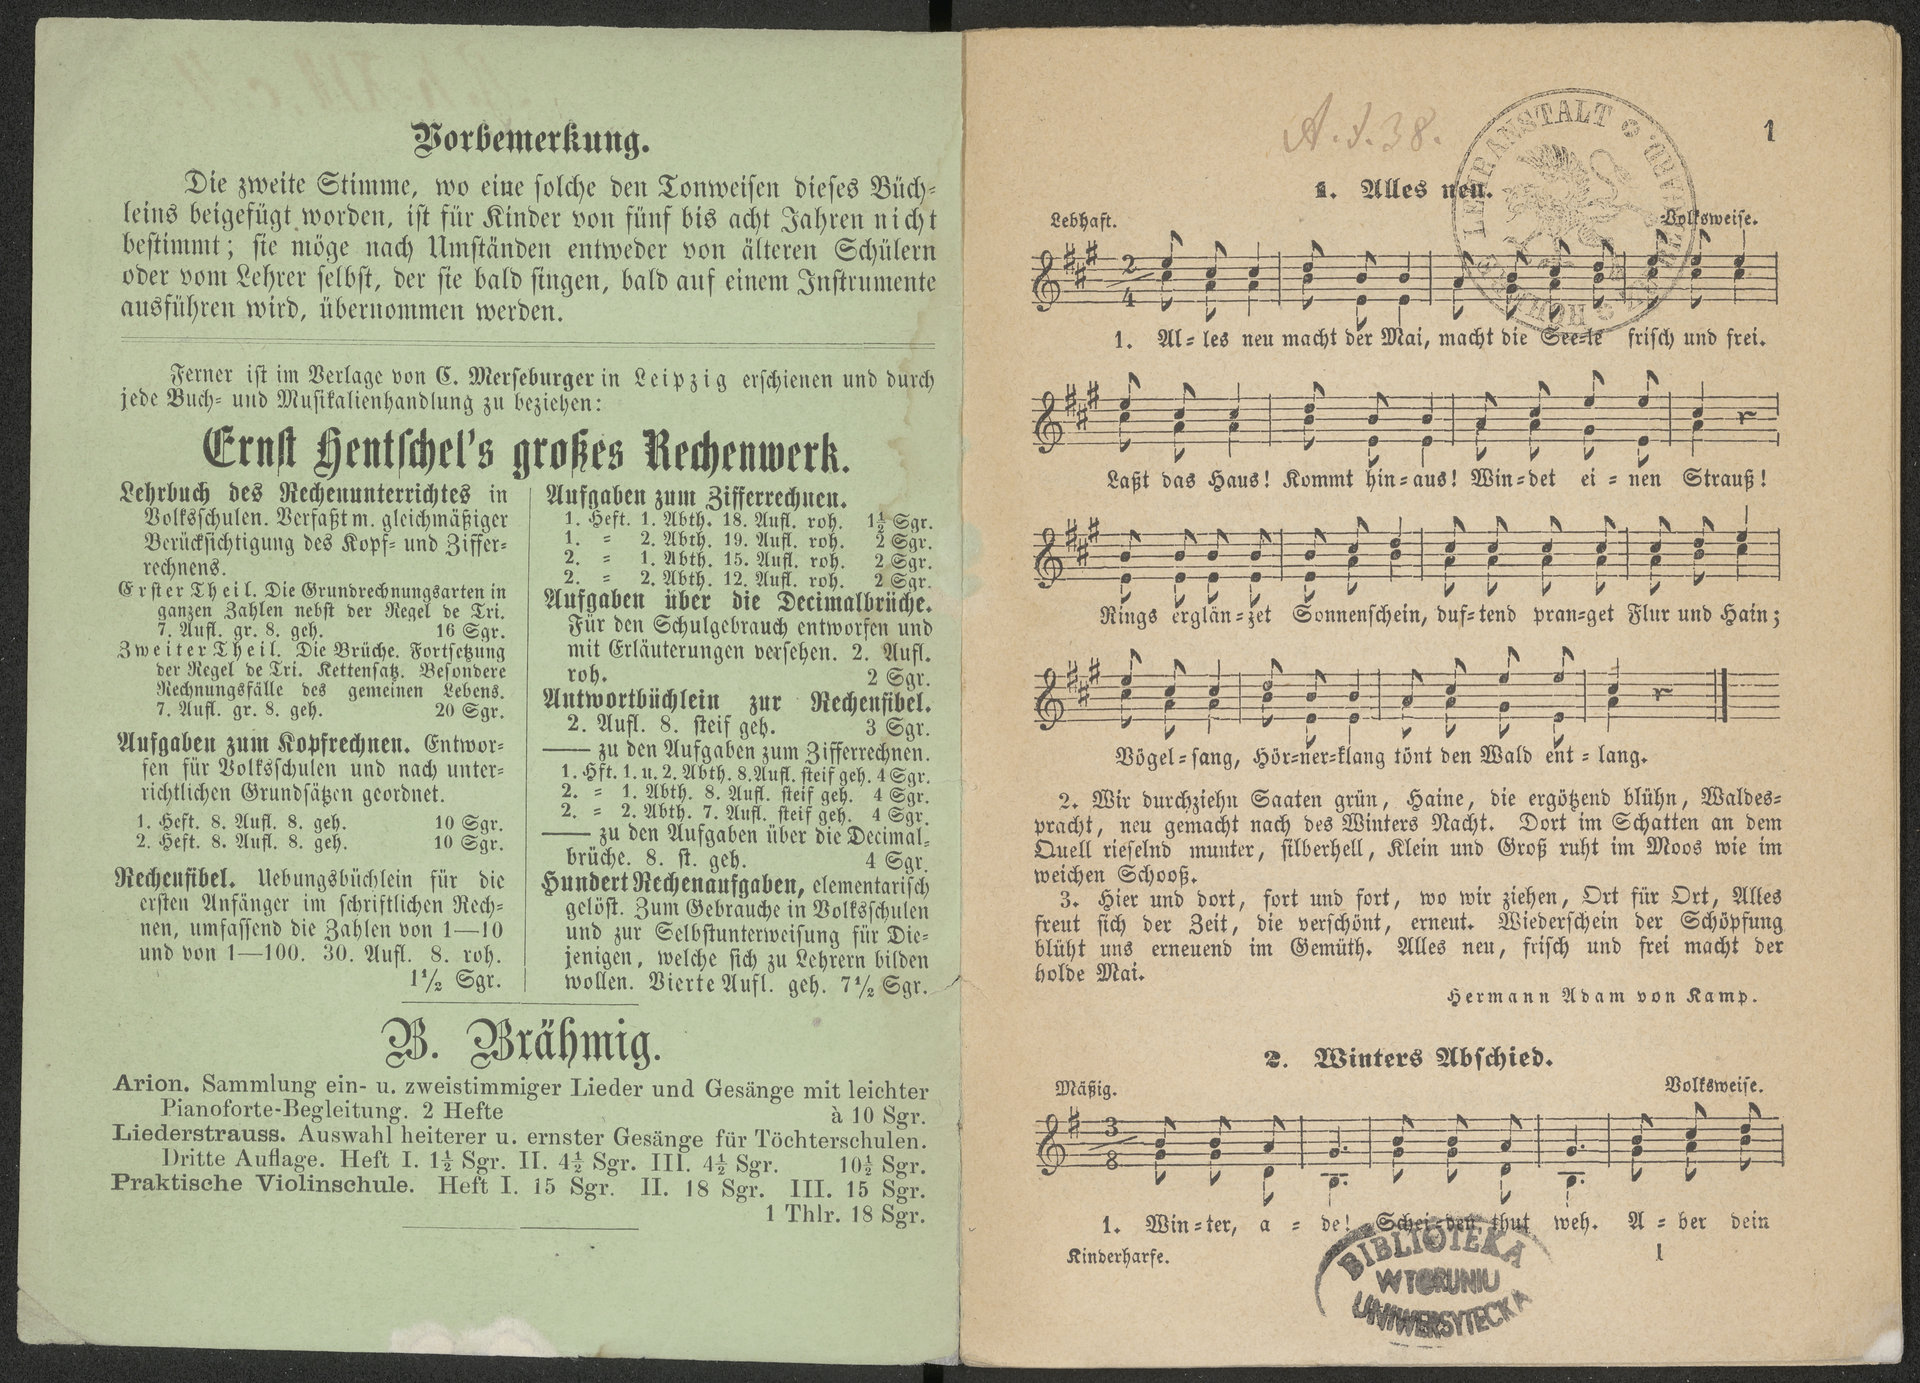 Vorbemerkung.
Die zweite Stimme, wo eine solche den Tonweisen dieses Büch-
leins beigefügt worden, ist für Kinder von fünf bis acht Jahren nicht
bestimmt; sie möge nach Umständen entweder von älteren Schülern
oder vom Lehrer selbst, der sie bald singen, bald auf einem Instrumente
ausführen wird, übernommen werden.
Ferner ist im Verlage von C. Merseburger in Leipzig erschienen und durch
jede Buch- und Musikalienhandlung zu beziehen:
Ernst Hentschel's großes Rechenwerk.
Lehrbuch des Rechenunterrichtes in
Volksschulen. Verfaßt m. gleichmäßiger
Berücksichtigung des Kopf- und Ziffer-
rechnens.
Erster Theil. Die Grundrechnungsarten in
ganzen Zahlen nebst der Regel de Tri.
7. Aufl. gr. 8. geh. 16 Sgr.
Zweiter Theil. Die Brüche. Fortsetzung
der Regel de Tri. Kettensatz. Besondere
Rechnungsfälle des gemeinen Lebens.
7. Aufl. gr. 8. geh. 20 Sgr.
Aufgaben zum Kopfrechnen. Entwor-
fen für Volksschulen und nach unter-
richtlichen Grundsätzen geordnet.
1. Heft. 8. Aufl. 8. geh. 10 Sgr.
2. Heft. 8. Aufl. 8. geh. 10 Sgr.
Rechenfibel. Uebungsbüchlein für die
ersten Anfänger im schriftlichen Rech-
nen, umfassend die Zahlen von 1—10
und von 1—100. 30. Aufl. 8. roh.
1½ Sgr.
Aufgaben zum Zifferrechnen.
1. Heft. 1. Abth. 18. Aufl. roh. 1½ Sgr.
1. = 2. Abth. 19. Aufl. roh. 2 Sgr.
2. = 1. Abth. 15. Aufl. roh. 2 Sgr.
2. = 2. Abth. 12. Aufl. roh. 2 Sgr.
Aufgaben über die Decimalbrüche.
Für den Schulgebrauch entworfen und
mit Erläuterungen versehen. 2. Aufl.
roh. 2 Sgr.
Antwortbüchlein zur Rechenfibel.
2. Aufl. 8. steif geh. 3 Sgr.
—— zu den Aufgaben zum Zifferrechnen.
1. Hft. 1. u. 2. Abth. 8. Aufl. steif geh. 4 Sgr.
2. = 1. Abth. 8. Aufl. steif geh. 4 Sgr.
2. = 2. Abth. 7. Aufl. steif geh. 4 Sgr.
—— zu den Aufgaben über die Decimal-
brüche. 8. st. geh. 4 Sgr.
Hundert Rechenaufgaben, elementarisch
gelöst. Zum Gebrauche in Volksschulen
und zur Selbstunterweisung für Die-
jenigen, welche sich zu Lehrern bilden
wollen. Vierte Aufl. geh. 7½ Sgr.
B. Brähmig.
Arion. Sammlung ein- u. zweistimmiger Lieder und Gesänge mit leichter
Pianoforte-Begleitung. 2 Hefte à 10 Sgr.
Liederstrauss. Auswahl heiterer u. ernster Gesänge für Töchterschulen.
Dritte Auflage. Heft I. 1½ Sgr. II. 4½ Sgr. III. 4½ Sgr. 10½ Sgr.
Praktische Violinschule. Heft I. 15 Sgr. II. 18 Sgr. III. 15 Sgr.
1 Thlr. 18 Sgr.
38.
LEHRANSTALT
1
1. Alles neu.
Lebhaft. Volksweise.
2
4
1. Al=les neu macht der Mai, macht die See=le frisch und frei.
Laßt das Haus! Kommt hin=aus! Win=det ei=nen Strauß!
Rings erglän=zet Sonnenschein, duf=tend pran=get Flur und Hain;
Vögel=sang, Hör=ner=klang tönt den Wald ent=lang.
2. Wir durchziehn Saaten grün, Haine, die ergötzend blühn, Waldes=
pracht, neu gemacht nach des Winters Nacht. Dort im Schatten an dem
Quell rieselnd munter, silberhell, Klein und Groß ruht im Moos wie im
weichen Schooß.
3. Hier und dort, fort und fort, wo wir ziehen, Ort für Ort, Alles
freut sich der Zeit, die verschönt, erneut. Wiederschein der Schöpfung
blüht uns erneuend im Gemüth. Alles neu, frisch und frei macht der
holde Mai.
Hermann Adam von Kamp.
2. Winters Abschied.
Mäßig. Volksweise.
3
8
1. Win=ter, a=de! Schei=den thut weh. A=ber dein
Kinderharfe. 1
BIBLIOTEKA
W TORUNIU
UNIWERSYTECKA